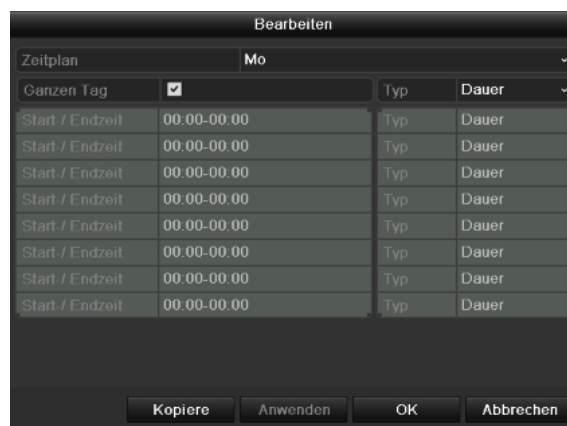 Bearbeiten
Zeitplan Mo
Ganzen Tag Typ Dauer
Start-/ Endzeit 00:00-00:00 Typ Dauer
Start-/ Endzeit 00:00-00:00 Typ Dauer
Start-/ Endzeit 00:00-00:00 Typ Dauer
Start-/ Endzeit 00:00-00:00 Typ Dauer
Start-/ Endzeit 00:00-00:00 Typ Dauer
Start-/ Endzeit 00:00-00:00 Typ Dauer
Start-/ Endzeit 00:00-00:00 Typ Dauer
Start-/ Endzeit 00:00-00:00 Typ Dauer
Kopiere Anwenden OK Abbrechen